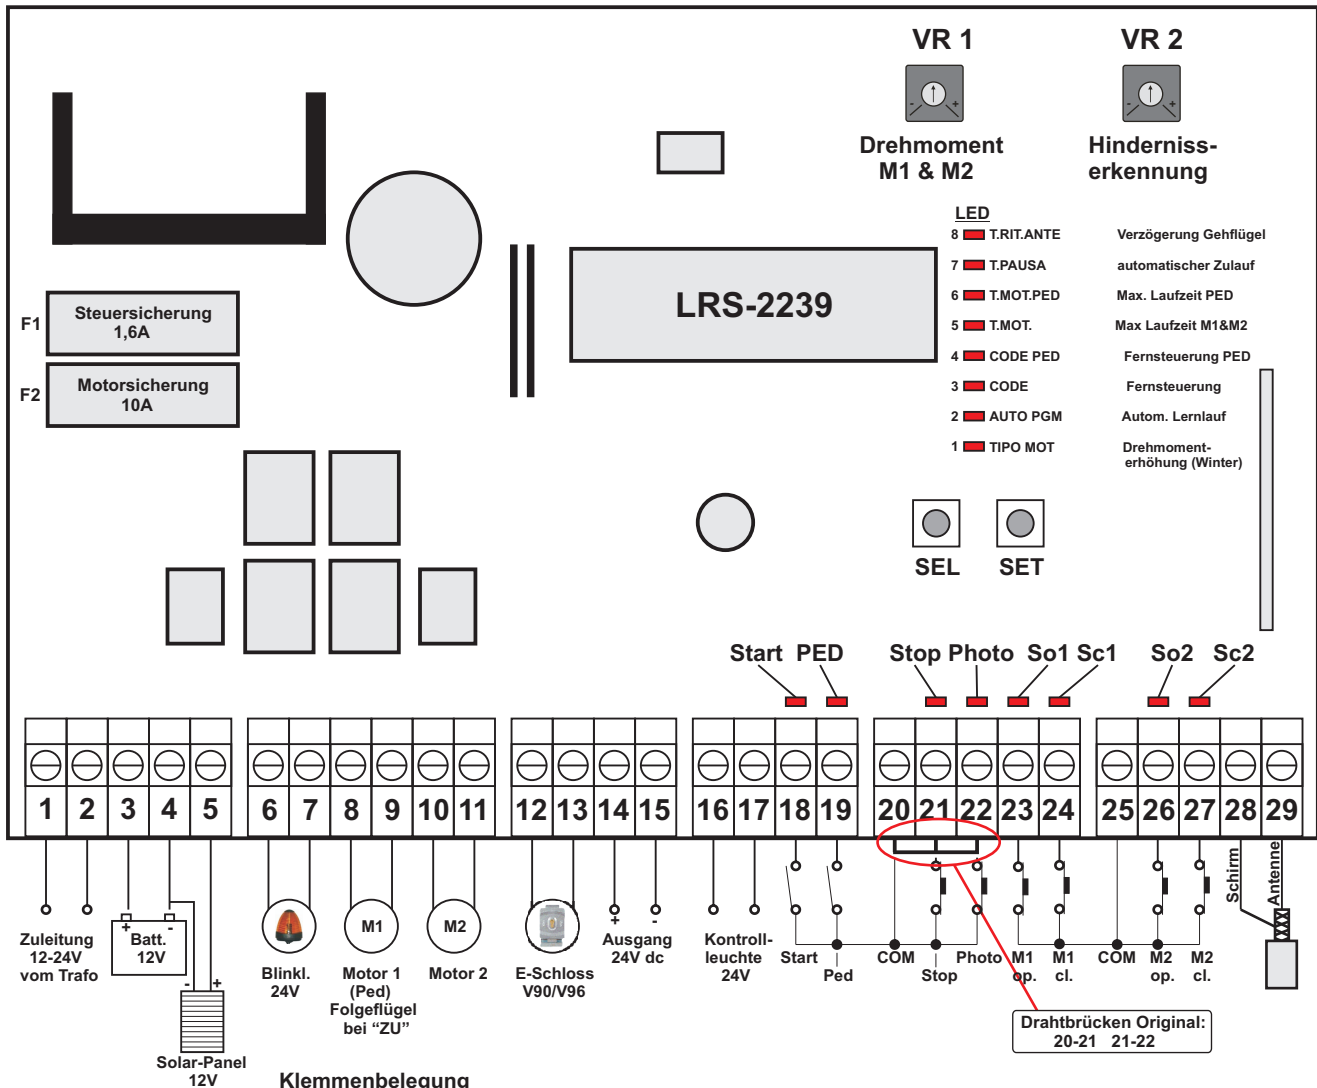 VR 1
VR 2
- +
- +
Drehmoment
M1 & M2
Hinderniss-
erkennung
LED
8 T.RIT.ANTE Verzögerung Gehflügel
7 T.PAUSA automatischer Zulauf
6 T.MOT.PED Max. Laufzeit PED
5 T.MOT. Max Laufzeit M1&M2
4 CODE PED Fernsteuerung PED
3 CODE Fernsteuerung
2 AUTO PGM Autom. Lernlauf
1 TIPO MOT Drehmoment-
erhöhung (Winter)
LRS-2239
F1
Steuersicherung
1,6A
F2
Motorsicherung
10A
SEL SET
Start PED Stop Photo So1 Sc1 So2 Sc2
1 2 3 4 5 6 7 8 9 10 11 12 13 14 15 16 17 18 19 20 21 22 23 24 25 26 27 28 29
Zuleitung
12-24V
vom Trafo
+ -
Batt.
12V
- +
Solar-Panel
12V
Blinkl.
24V
M1
Motor 1
(Ped)
Folgeflügel
bei “ZU”
M2
Motor 2
E-Schloss
V90/V96
+ -
Ausgang
24V dc
Kontroll-
leuchte
24V
Start
Ped
COM
Stop
Photo
M1
op.
M1
cl.
COM
M2
op.
M2
cl.
Schirm
Antenne
Drahtbrücken Original:
20-21 21-22
Klemmenbelegung